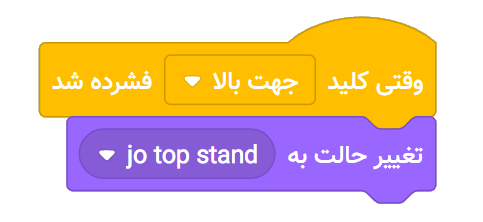 وقتی کلید جهت بالا فشرده شد
تغییر حالت به jo top stand